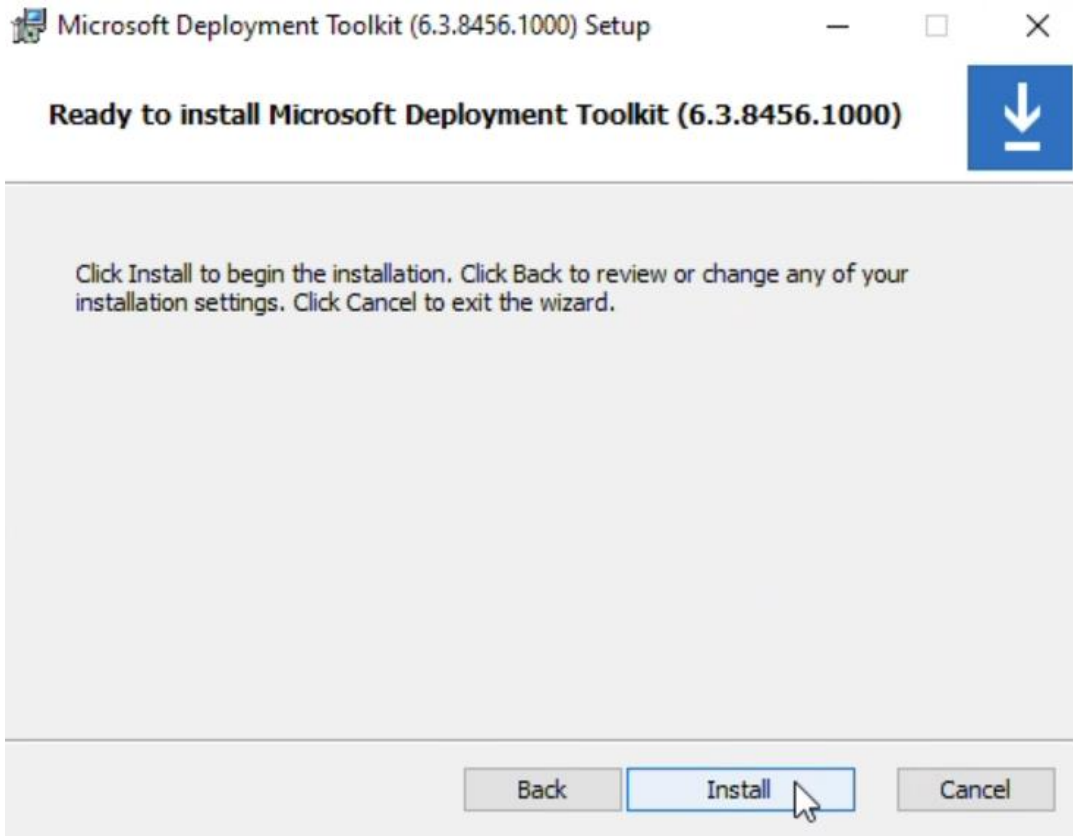 Microsoft Deployment Toolkit (6.3.8456.1000) Setup
Ready to install Microsoft Deployment Toolkit (6.3.8456.1000)
Click Install to begin the installation. Click Back to review or change any of your
installation settings. Click Cancel to exit the wizard.
Back Install Cancel